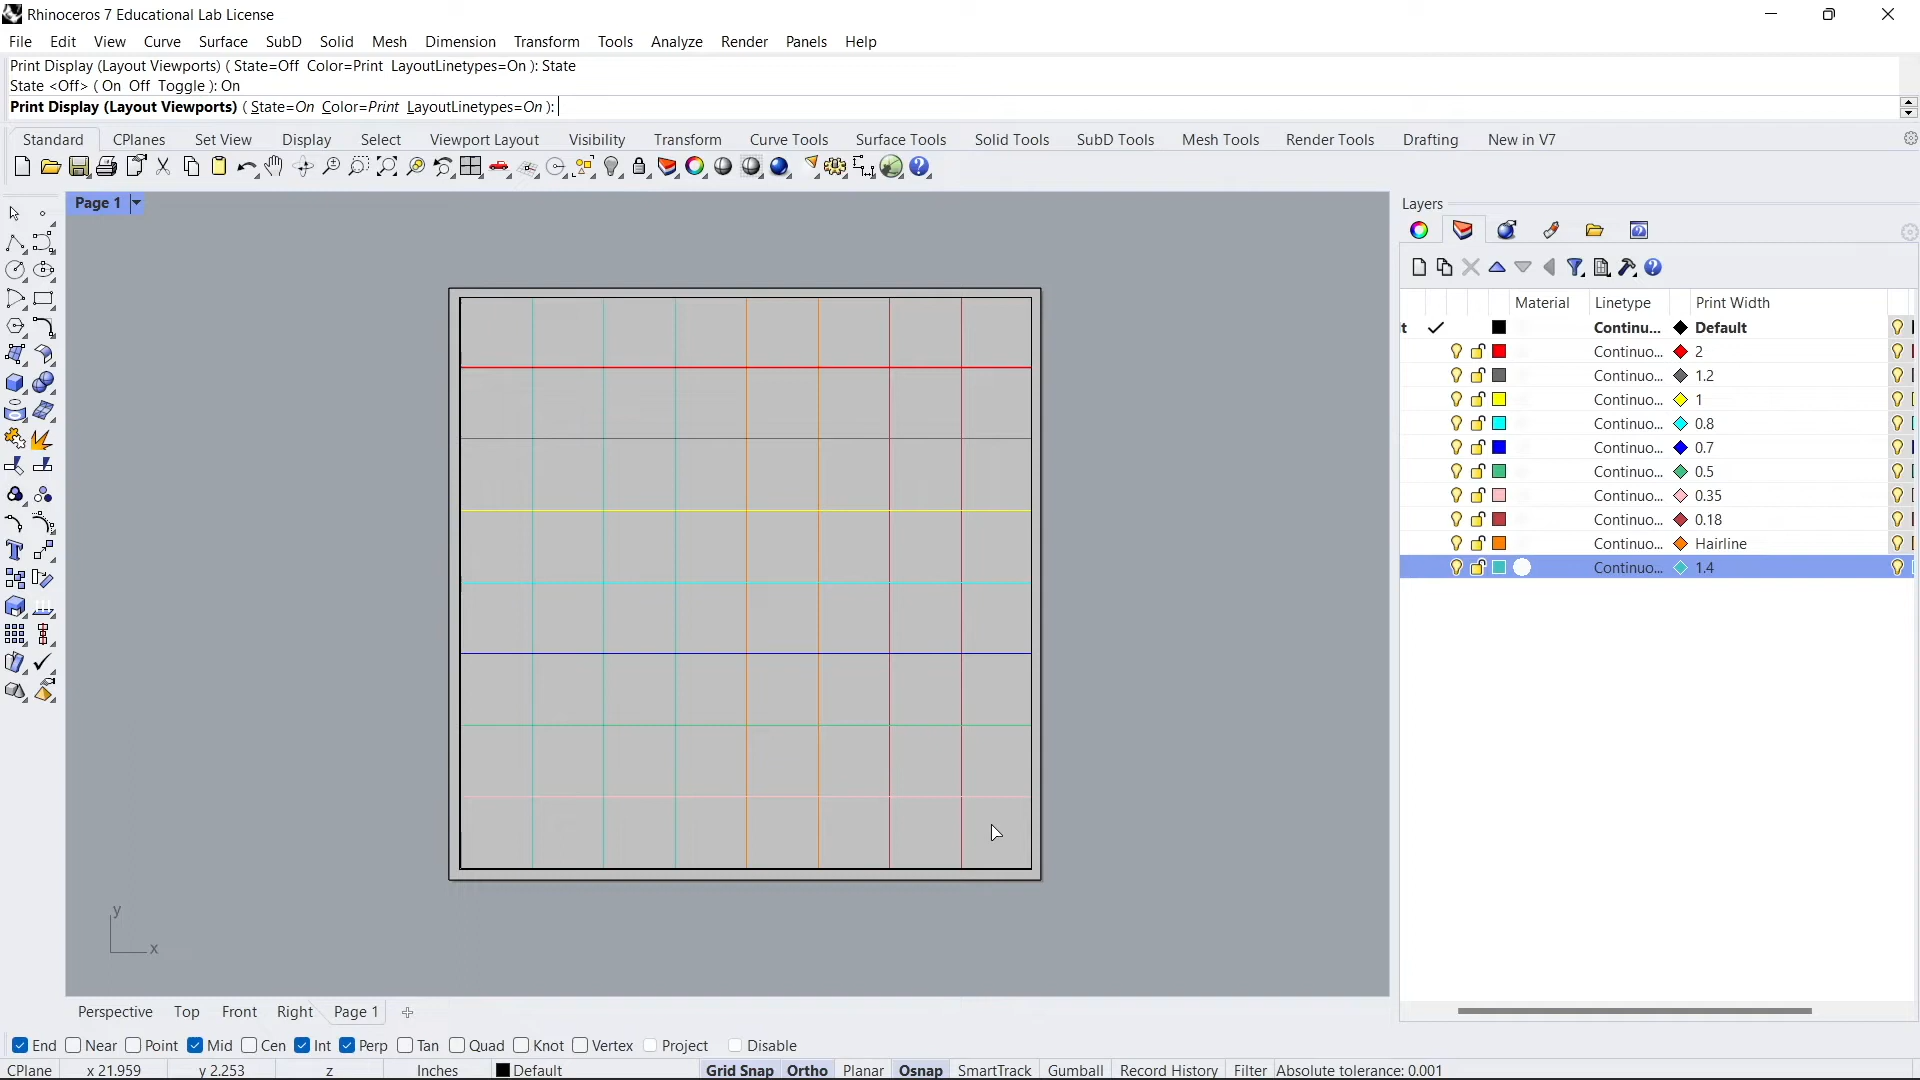 Rhinoceros 7 Educational Lab License
File Edit View Curve Surface SubD Solid Mesh Dimension Transform Tools Analyze Render Panels Help
Print Display (Layout Viewports) ( State=Off Color=Print LayoutLinetypes=On ): State
State <Off> ( On Off Toggle ): On
Print Display (Layout Viewports) ( State=On Color=Print LayoutLinetypes=On ):
Standard CPlanes Set View Display Select Viewport Layout Visibility Transform Curve Tools Surface Tools Solid Tools SubD Tools Mesh Tools Render Tools Drafting New in V7
Page 1
Layers
Material Linetype Print Width
t Continu... Default
Continuo... 2
Continuo... 1.2
Continuo... 1
Continuo... 0.8
Continuo... 0.7
Continuo... 0.5
Continuo... 0.35
Continuo... 0.18
Continuo... Hairline
Continuo... 1.4
y
x
Perspective Top Front Right Page 1
End Near Point Mid Cen Int Perp Tan Quad Knot Vertex Project Disable
CPlane x 21.959 y 2.253 z Inches Default Grid Snap Ortho Planar Osnap SmartTrack Gumball Record History Filter Absolute tolerance: 0.001